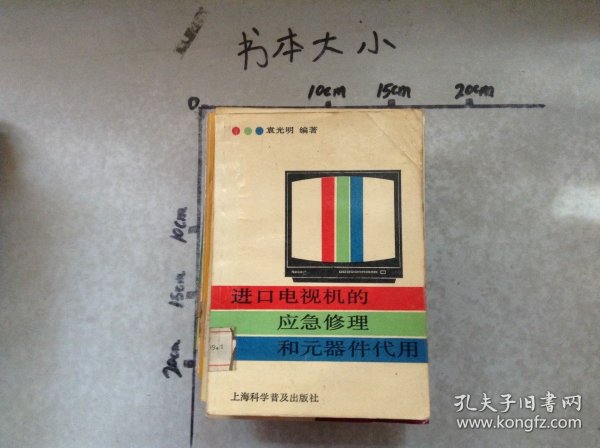 书本大小
10cm 15cm 20cm
0
10cm
15cm
20cm
袁光明 编著
进口电视机的
应急修理
和元器件代用
上海科学普及出版社
孔夫子旧书网
www.kongfz.com